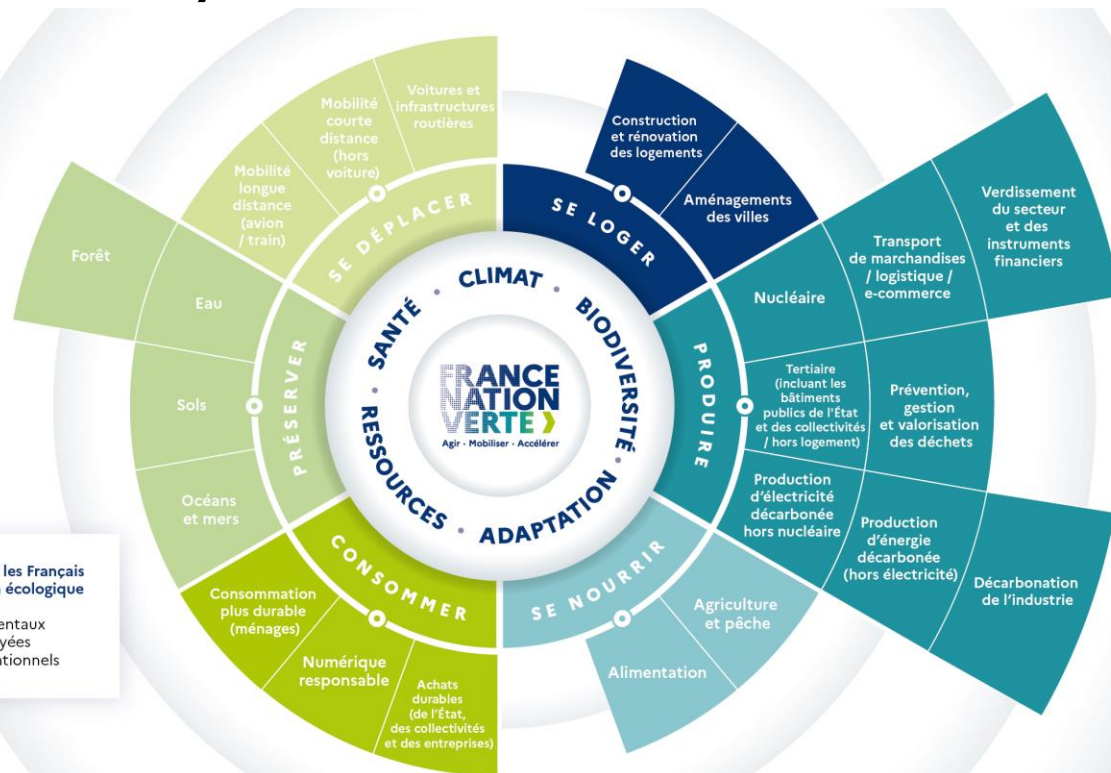 Voitures et
infrastructures
routières
Mobilité
courte
distance
(hors
voiture)
Mobilité
longue
distance
(avion
/ train)
SE DÉPLACER
Construction
et rénovation
des logements
Aménagements
des villes
SE LOGER
Verdissement
du secteur
et des
instruments
financiers
Transport
de marchandises
/ logistique /
e-commerce
Nucléaire
Tertiaire
(incluant les
bâtiments
publics de l'État
et des collectivités
/ hors logement)
Prévention,
gestion
et valorisation
des déchets
Production
d'électricité
décarbonée
hors nucléaire
Production
d'énergie
décarbonée
(hors électricité)
Décarbonation
de l'industrie
PRODUIRE
Forêt
Eau
Sols
Océans
et mers
PRÉSERVER
SANTÉ · CLIMAT · BIODIVERSITÉ · ADAPTATION · RESSOURCES ·
FRANCE
NATION
VERTE
Agir · Mobiliser · Accélérer
CONSOMMER
Consommation
plus durable
(ménages)
Numérique
responsable
Achats
durables
(de l'État,
des collectivités
et des entreprises)
SE NOURRIR
Agriculture
et pêche
Alimentation
les Français
écologique